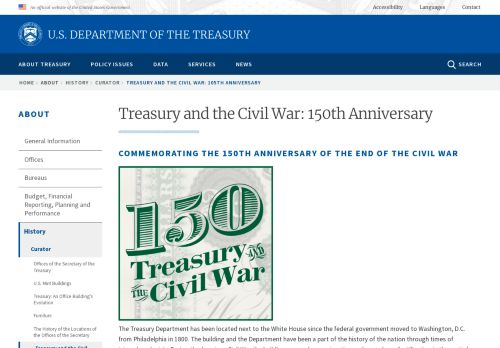 An official website of the United States Government
Accessibility Languages Contact
U.S. DEPARTMENT OF THE TREASURY
ABOUT TREASURY POLICY ISSUES DATA SERVICES NEWS SEARCH
HOME ABOUT HISTORY CURATOR TREASURY AND THE CIVIL WAR: 105TH ANNIVERSARY
ABOUT
General Information
Offices
Bureaus
Budget, Financial
Reporting, Planning and
Performance
History
Curator
Offices of the Secretary of the
Treasury
U.S. Mint Buildings
Treasury: An Office Building's
Evolution
Furniture
The History of the Locations of
the Offices of the Secretary
Treasury and the Civil
Treasury and the Civil War: 150th Anniversary
COMMEMORATING THE 150TH ANNIVERSARY OF THE END OF THE CIVIL WAR
150
Treasury AND
THE Civil War
The Treasury Department has been located next to the White House since the federal government moved to Washington, D.C.
from Philadelphia in 1800. The building and the Department have been a part of the history of the nation through times of